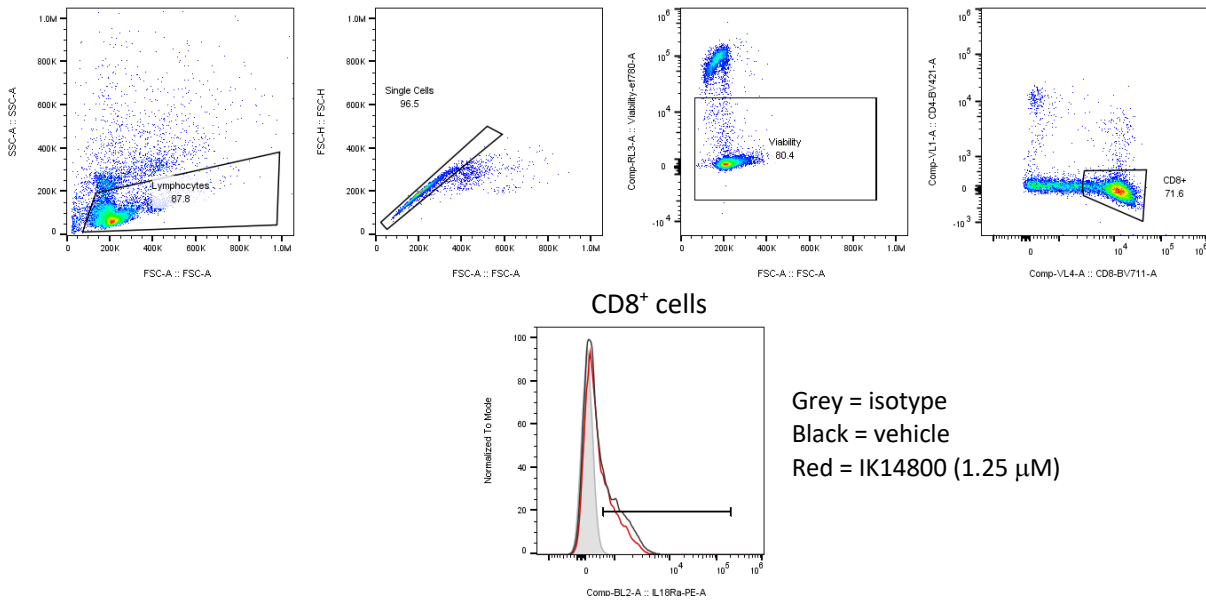 1.0M
800K
600K
400K
200K
0
SSC-A :: SSC-A
Lymphocytes
87.8
0 200K 400K 600K 800K 1.0M
FSC-A :: FSC-A
1.0M
800K
600K
400K
200K
0
FSC-H :: FSC-H
Single Cells
96.5
0 200K 400K 600K 800K 1.0M
FSC-A :: FSC-A
10^6
10^5
10^4
0
-10^4
Comp-RL3-A :: Viability-ef780-A
Viability
80.4
0 200K 400K 600K 800K 1.0M
FSC-A :: FSC-A
10^6
10^5
10^4
10^3
0
-10^3
Comp-VL1-A :: CD4-BV421-A
CD8+
71.6
0 10^4 10^5 10^6
Comp-VL4-A :: CD8-BV711-A
CD8+ cells
100
80
60
40
20
0
Normalized To Mode
0 10^4 10^5 10^6
Comp-BL2-A :: IL18Ra-PE-A
Grey = isotype
Black = vehicle
Red = IK14800 (1.25 μM)